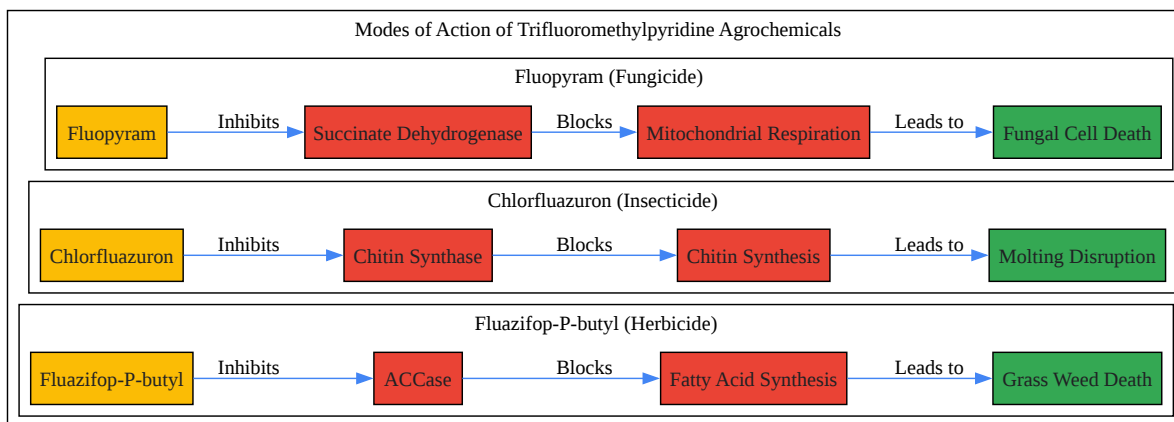 Modes of Action of Trifluoromethylpyridine Agrochemicals
Fluopyram (Fungicide)
Fluopyram
Inhibits
Succinate Dehydrogenase
Blocks
Mitochondrial Respiration
Leads to
Fungal Cell Death
Chlorfluazuron (Insecticide)
Chlorfluazuron
Inhibits
Chitin Synthase
Blocks
Chitin Synthesis
Leads to
Molting Disruption
Fluazifop-P-butyl (Herbicide)
Fluazifop-P-butyl
Inhibits
ACCase
Blocks
Fatty Acid Synthesis
Leads to
Grass Weed Death